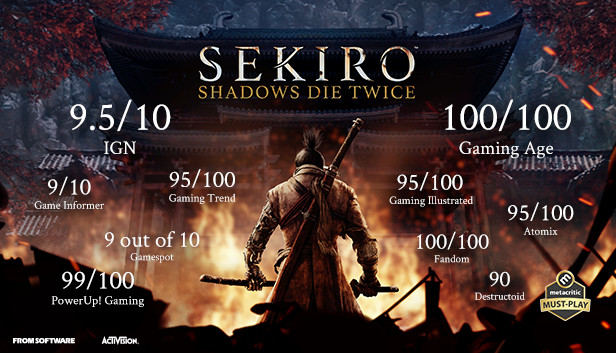 SEKIRO
SHADOWS DIE TWICE
9.5/10
IGN
100/100
Gaming Age
9/10
Game Informer
95/100
Gaming Trend
95/100
Gaming Illustrated
95/100
Atomix
9 out of 10
Gamespot
100/100
Fandom
99/100
PowerUp! Gaming
90
Destructoid
metacritic
MUST-PLAY
FROMSOFTWARE
ACTIVISION.